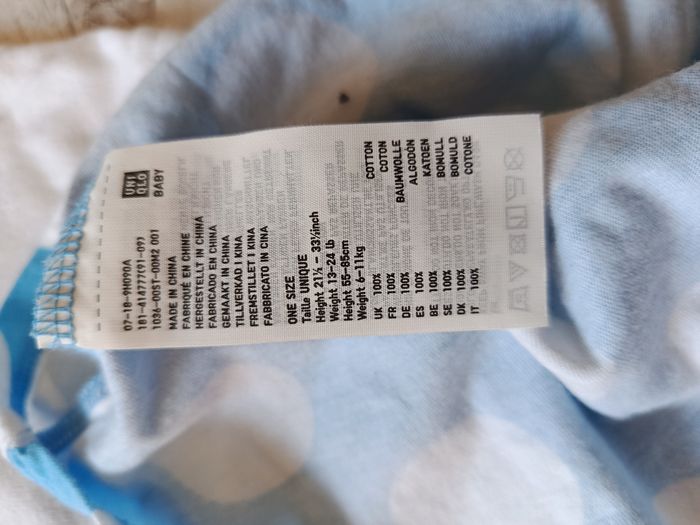 UNI
QLO
BABY
07-18-9H090A
181-414777(91-09)
1036-00S1-00M2 001
MADE IN CHINA
FABRIQUÉ EN CHINE
HERGESTELLT IN CHINA
FABRICADO EN CHINA
GEMAAKT IN CHINA
TILLVERKAD I KINA
FREMSTILLET I KINA
FABBRICATO IN CINA
ONE SIZE
Taille UNIQUE
Height 21¼ - 33½inch
Weight 13-24 lb
Height 55-85cm
Weight 6-11kg
UK 100% COTTON
FR 100% COTON
DE 100% BAUMWOLLE
ES 100% ALGODÓN
BE 100% KATOEN
SE 100% BOMULL
DK 100% BOMULD
IT 100% COTONE